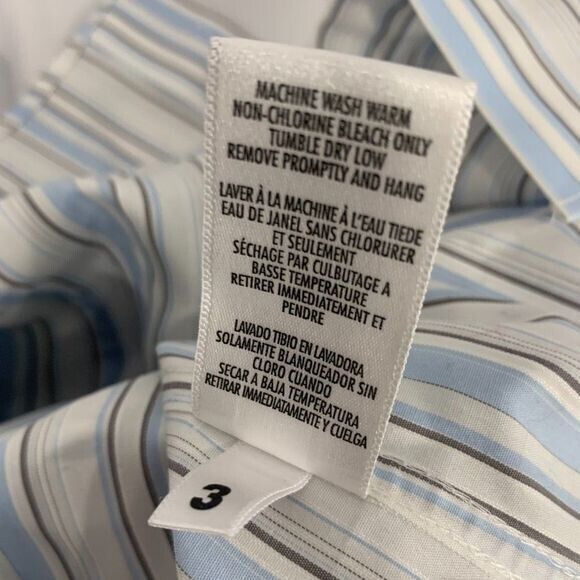 MACHINE WASH WARM
NON-CHLORINE BLEACH ONLY
TUMBLE DRY LOW
REMOVE PROMPTLY AND HANG
LAVER À LA MACHINE À L'EAU TIEDE
EAU DE JANEL SANS CHLORURER
ET SEULEMENT
SÉCHAGE PAR CULBUTAGE A
BASSE TEMPERATURE
RETIRER IMMEDIATEMENT ET
PENDRE
LAVADO TIBIO EN LAVADORA
SOLAMENTE BLANQUEADOR SIN
CLORO CUANDO
SECAR A BAJA TEMPERATURA
RETIRAR IMMEDIATAMENTE Y CUELGA
3